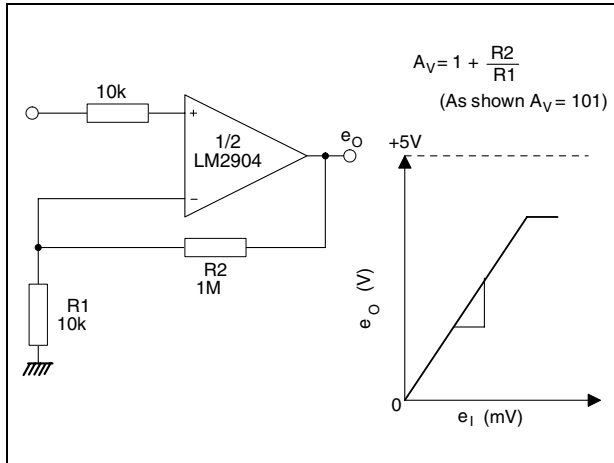 10k
+
1/2
LM2904
-
e_O
R2
1M
R1
10k
A_V = 1 + R2/R1
(As shown A_V = 101)
+5V
e_O (V)
0
e_I (mV)